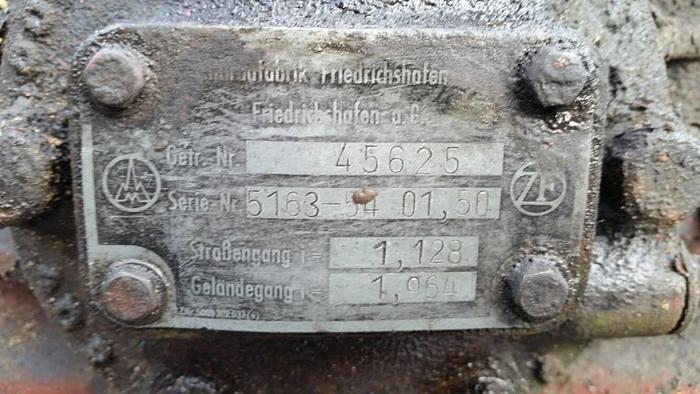 Friedrichshafen
Friedrichshafen a. B.
Getr. Nr 45625
Serie-Nr 5163-54 01,50
ZF
Straßengang i= 1,128
Geländegang i= 1,964